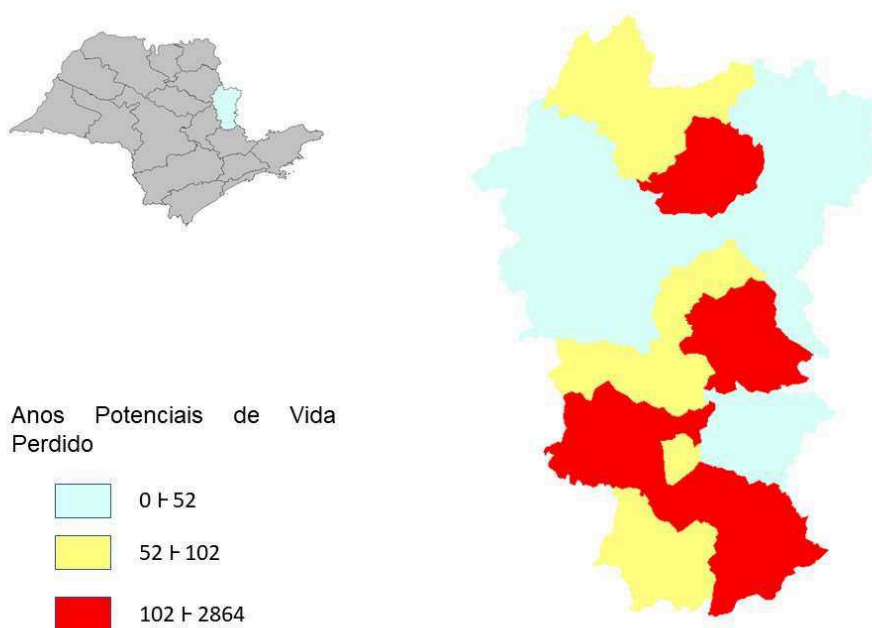 Anos Potenciais de Vida
Perdido
0 Ⱶ 52
52 Ⱶ 102
102 Ⱶ 2864